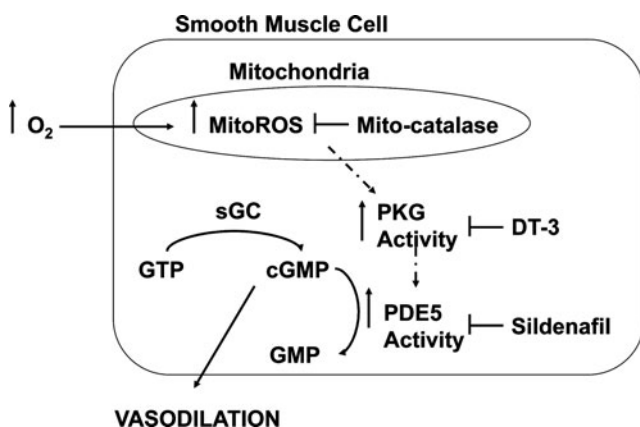 Smooth Muscle Cell
Mitochondria
O2
MitoROS
Mito-catalase
sGC
PKG
Activity
DT-3
GTP
cGMP
PDE5
Activity
Sildenafil
GMP
VASODILATION